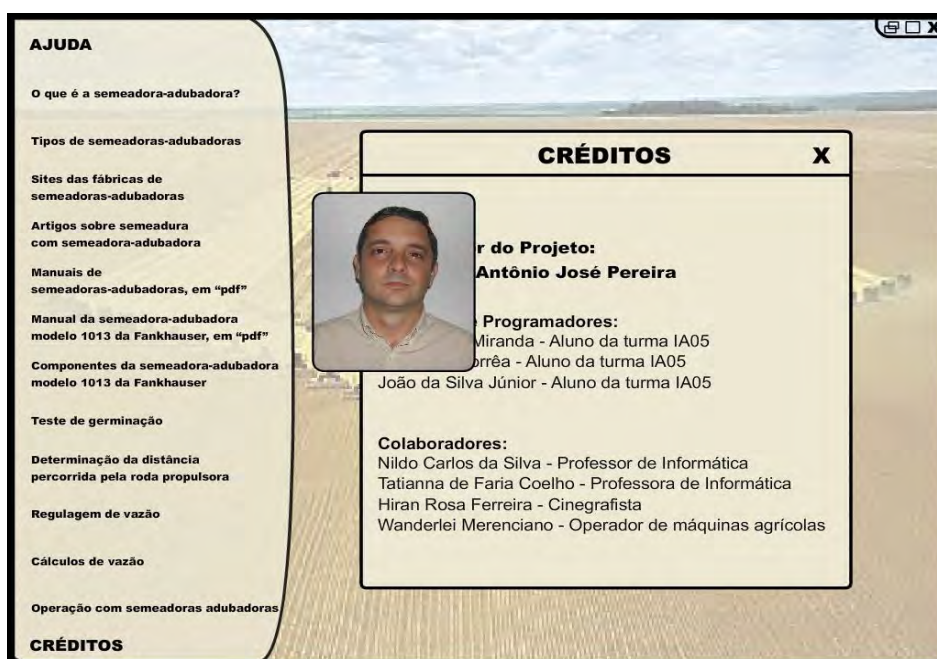 AJUDA
O que é a semeadora-adubadora?
Tipos de semeadoras-adubadoras
Sites das fábricas de
semeadoras-adubadoras
Artigos sobre semeadura
com semeadora-adubadora
Manuais de
semeadoras-adubadoras, em “pdf”
Manual da semeadora-adubadora
modelo 1013 da Fankhauser, em “pdf”
Componentes da semeadora-adubadora
modelo 1013 da Fankhauser
Teste de germinação
Determinação da distância
percorrida pela roda propulsora
Regulagem de vazão
Cálculos de vazão
Operação com semeadoras adubadoras
CRÉDITOS
X
CRÉDITOS X
do Projeto:
Antônio José Pereira
e Programadores:
Miranda - Aluno da turma IA05
- Aluno da turma IA05
João da Silva Júnior - Aluno da turma IA05
Colaboradores:
Nildo Carlos da Silva - Professor de Informática
Tatianna de Faria Coelho - Professora de Informática
Hiran Rosa Ferreira - Cinegrafista
Wanderlei Merenciano - Operador de máquinas agrícolas